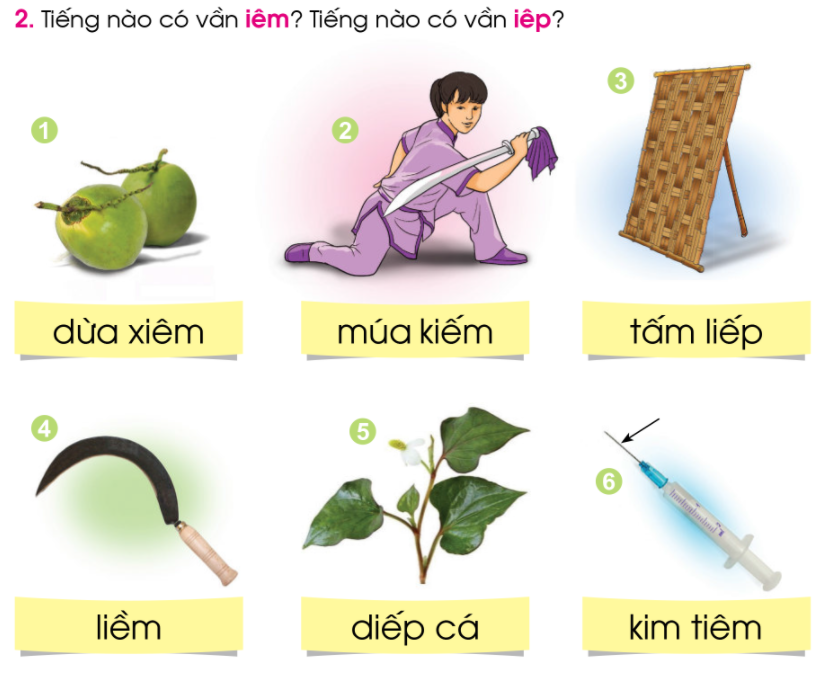 2. Tiếng nào có vần iêm? Tiếng nào có vần iêp?
1
2
3
dừa xiêm
múa kiếm
tấm liếp
4
5
6
liềm
diếp cá
kim tiêm